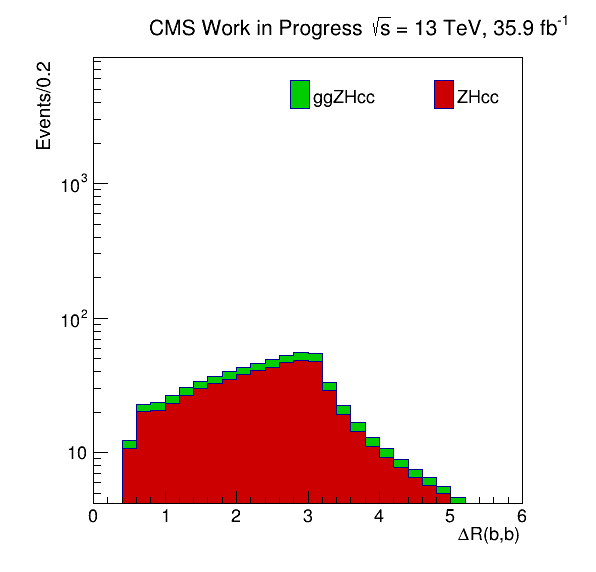 CMS Work in Progress √s = 13 TeV, 35.9 fb⁻¹
Events/0.2
ggZHcc ZHcc
10³
10²
10
0 1 2 3 4 5 6
ΔR(b,b)